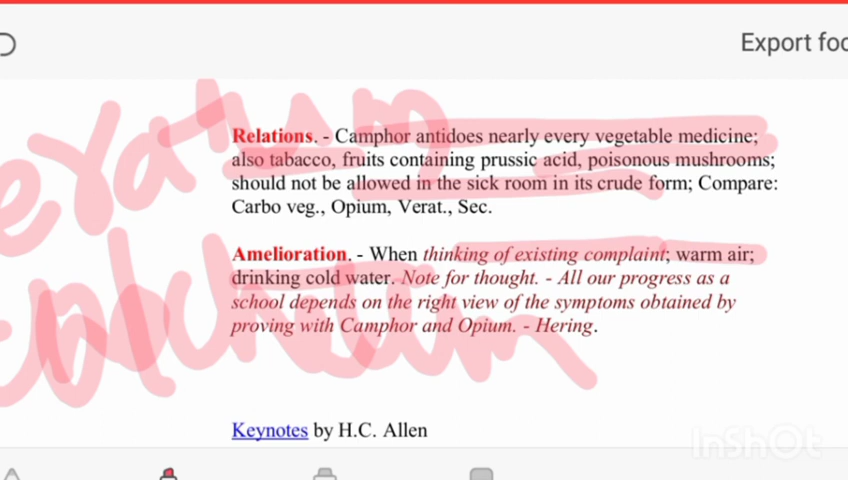 Export foc
Relations. - Camphor antidoes nearly every vegetable medicine;
also tabacco, fruits containing prussic acid, poisonous mushrooms;
should not be allowed in the sick room in its crude form; Compare:
Carbo veg., Opium, Verat., Sec.
Amelioration. - When thinking of existing complaint; warm air;
drinking cold water. Note for thought. - All our progress as a
school depends on the right view of the symptoms obtained by
proving with Camphor and Opium. - Hering.
Keynotes by H.C. Allen
InShOt